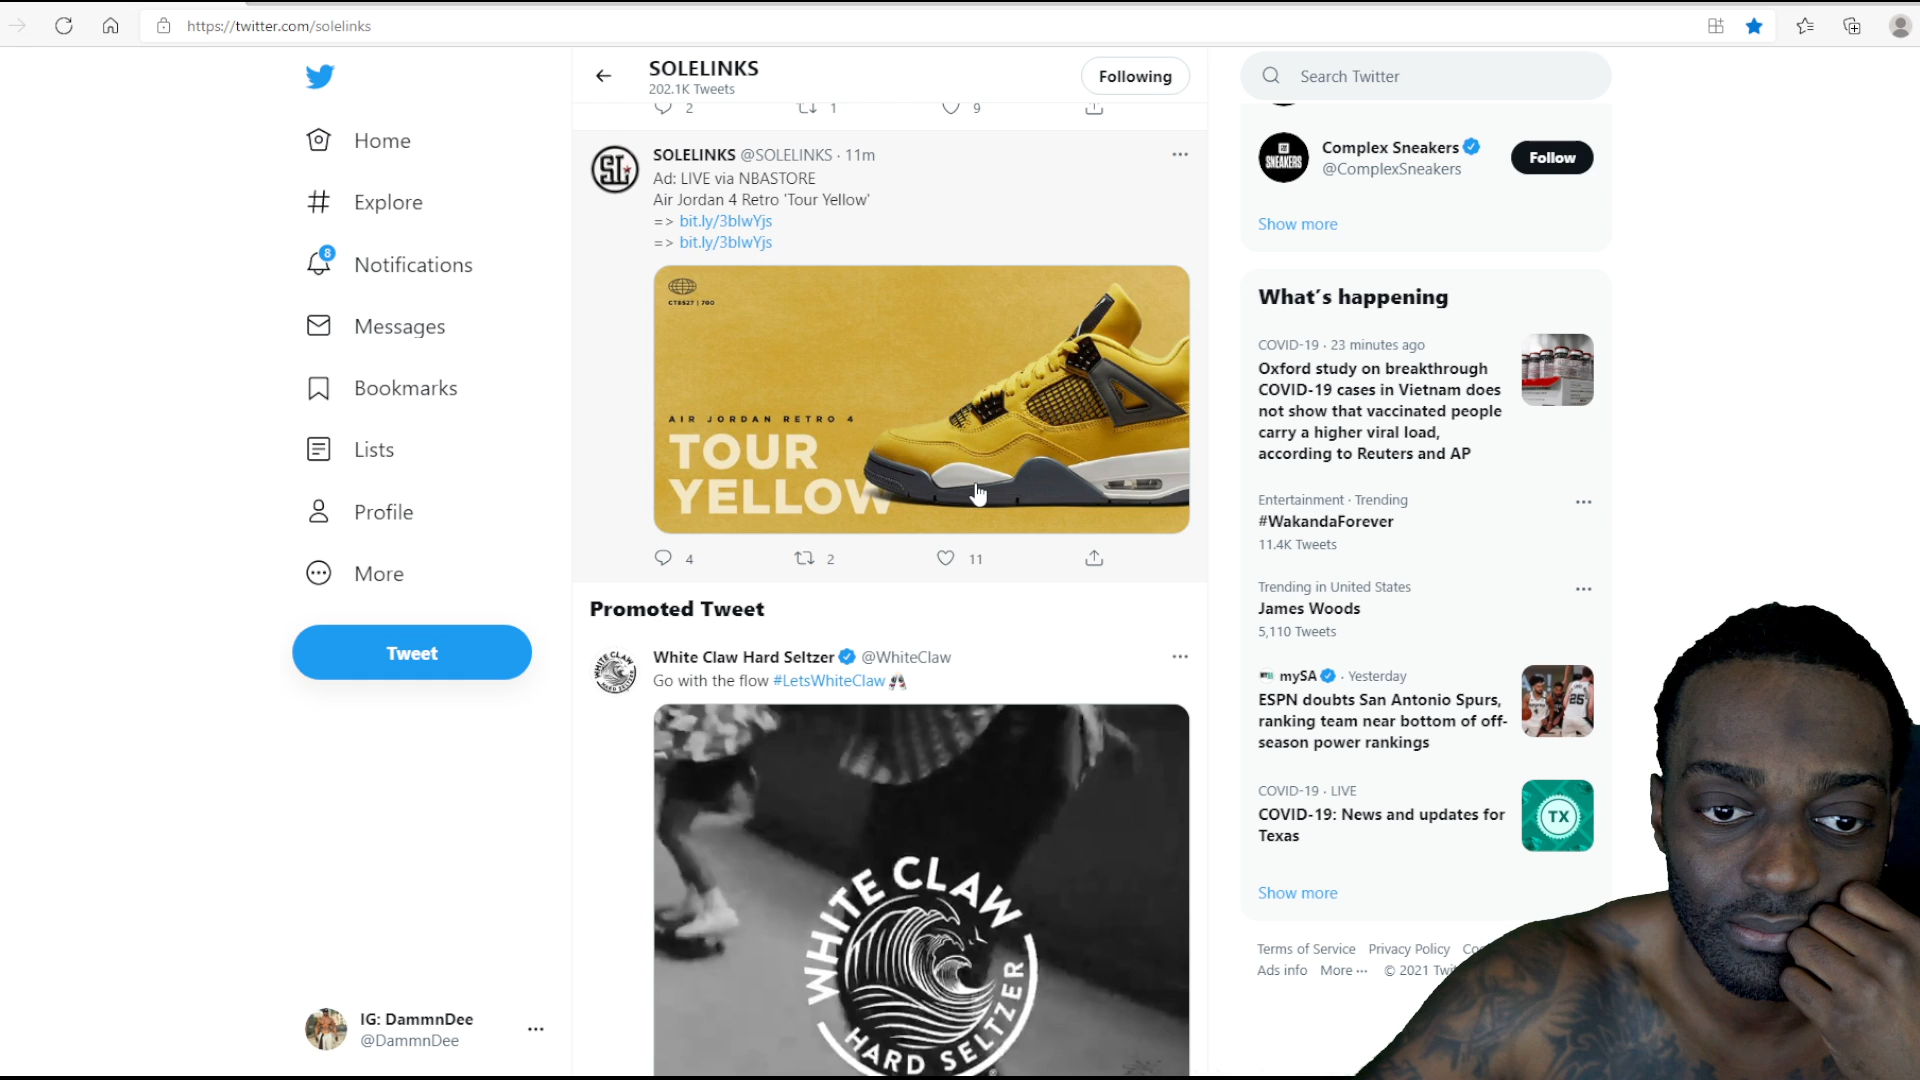 https://twitter.com/solelinks
SOLELINKS
202.1K Tweets
Following
Search Twitter
2
1
9
Home
Explore
8
Notifications
Messages
Bookmarks
Lists
Profile
More
Tweet
IG: DammnDee
@DammnDee
SOLELINKS @SOLELINKS · 11m
Ad: LIVE via NBASTORE
Air Jordan 4 Retro 'Tour Yellow'
=> bit.ly/3blwYjs
=> bit.ly/3blwYjs
CT8527 | 700
AIR JORDAN RETRO 4
TOUR
YELLOW
4
2
11
Promoted Tweet
White Claw Hard Seltzer @WhiteClaw
Go with the flow #LetsWhiteClaw
WHITE CLAW
HARD SELTZER
SNEAKERS
Complex Sneakers
@ComplexSneakers
Follow
Show more
What's happening
COVID-19 · 23 minutes ago
Oxford study on breakthrough
COVID-19 cases in Vietnam does
not show that vaccinated people
carry a higher viral load,
according to Reuters and AP
Entertainment · Trending
#WakandaForever
11.4K Tweets
Trending in United States
James Woods
5,110 Tweets
mySA · Yesterday
ESPN doubts San Antonio Spurs,
ranking team near bottom of off-
season power rankings
COVID-19 · LIVE
COVID-19: News and updates for
Texas
TX
Show more
Terms of Service Privacy Policy
Ads info More ··· © 2021